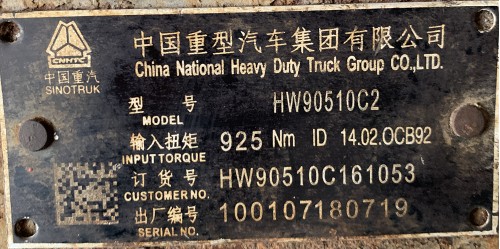 CNHTC
中国重汽
SINOTRUK
中国重型汽车集团有限公司
China National Heavy Duty Truck Group CO.,LTD.
型 号 HW90510C2
MODEL
输入扭矩 925 Nm ID 14.02.OCB92
INPUT TORQUE
订 货 号 HW90510C161053
CUSTOMER NO.
出厂编号 100107180719
SERIAL NO.